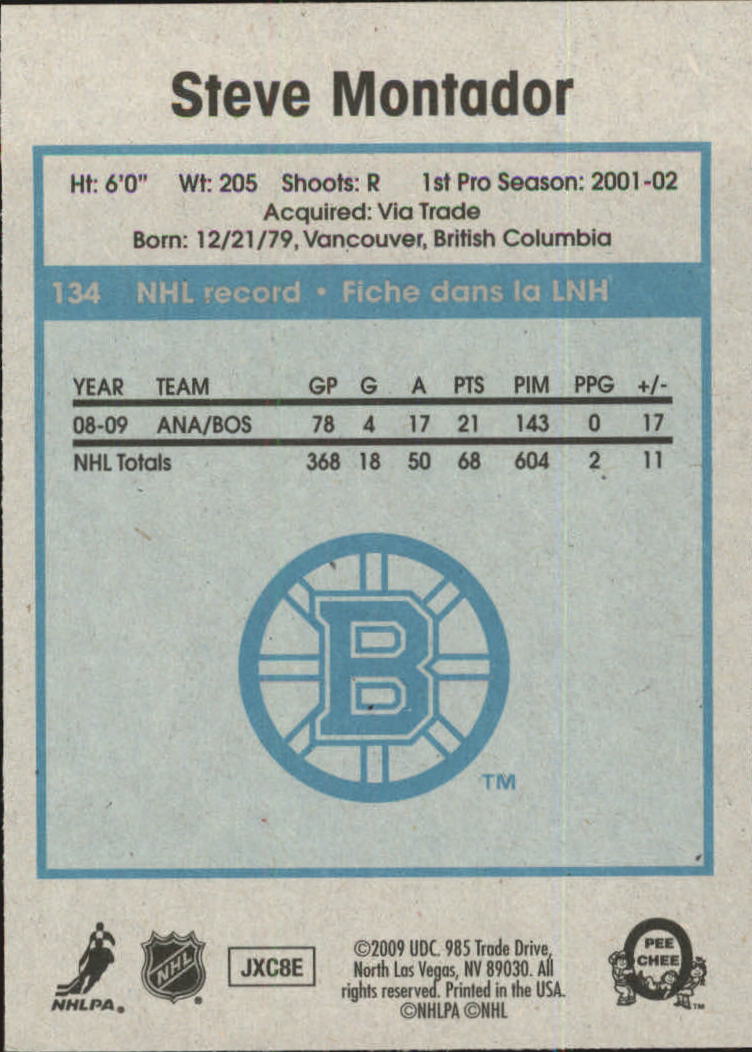 Steve Montador
Ht: 6'0" Wt: 205 Shoots: R 1st Pro Season: 2001-02
Acquired: Via Trade
Born: 12/21/79, Vancouver, British Columbia
134 NHL record • Fiche dans la LNH
YEAR TEAM GP G A PTS PIM PPG +/-
08-09 ANA/BOS 78 4 17 21 143 0 17
NHL Totals 368 18 50 68 604 2 11
B
TM
NHLPA®
NHL®
JXC8E
©2009 UDC. 985 Trade Drive,
North Las Vegas, NV 89030. All
rights reserved. Printed in the USA.
©NHLPA ©NHL
O
PEE
CHEE
TM